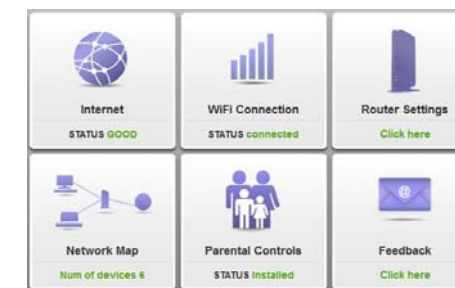 Internet
STATUS GOOD
WiFi Connection
STATUS connected
Router Settings
Click here
Network Map
Num of devices 6
Parental Controls
STATUS Installed
@
Feedback
Click here